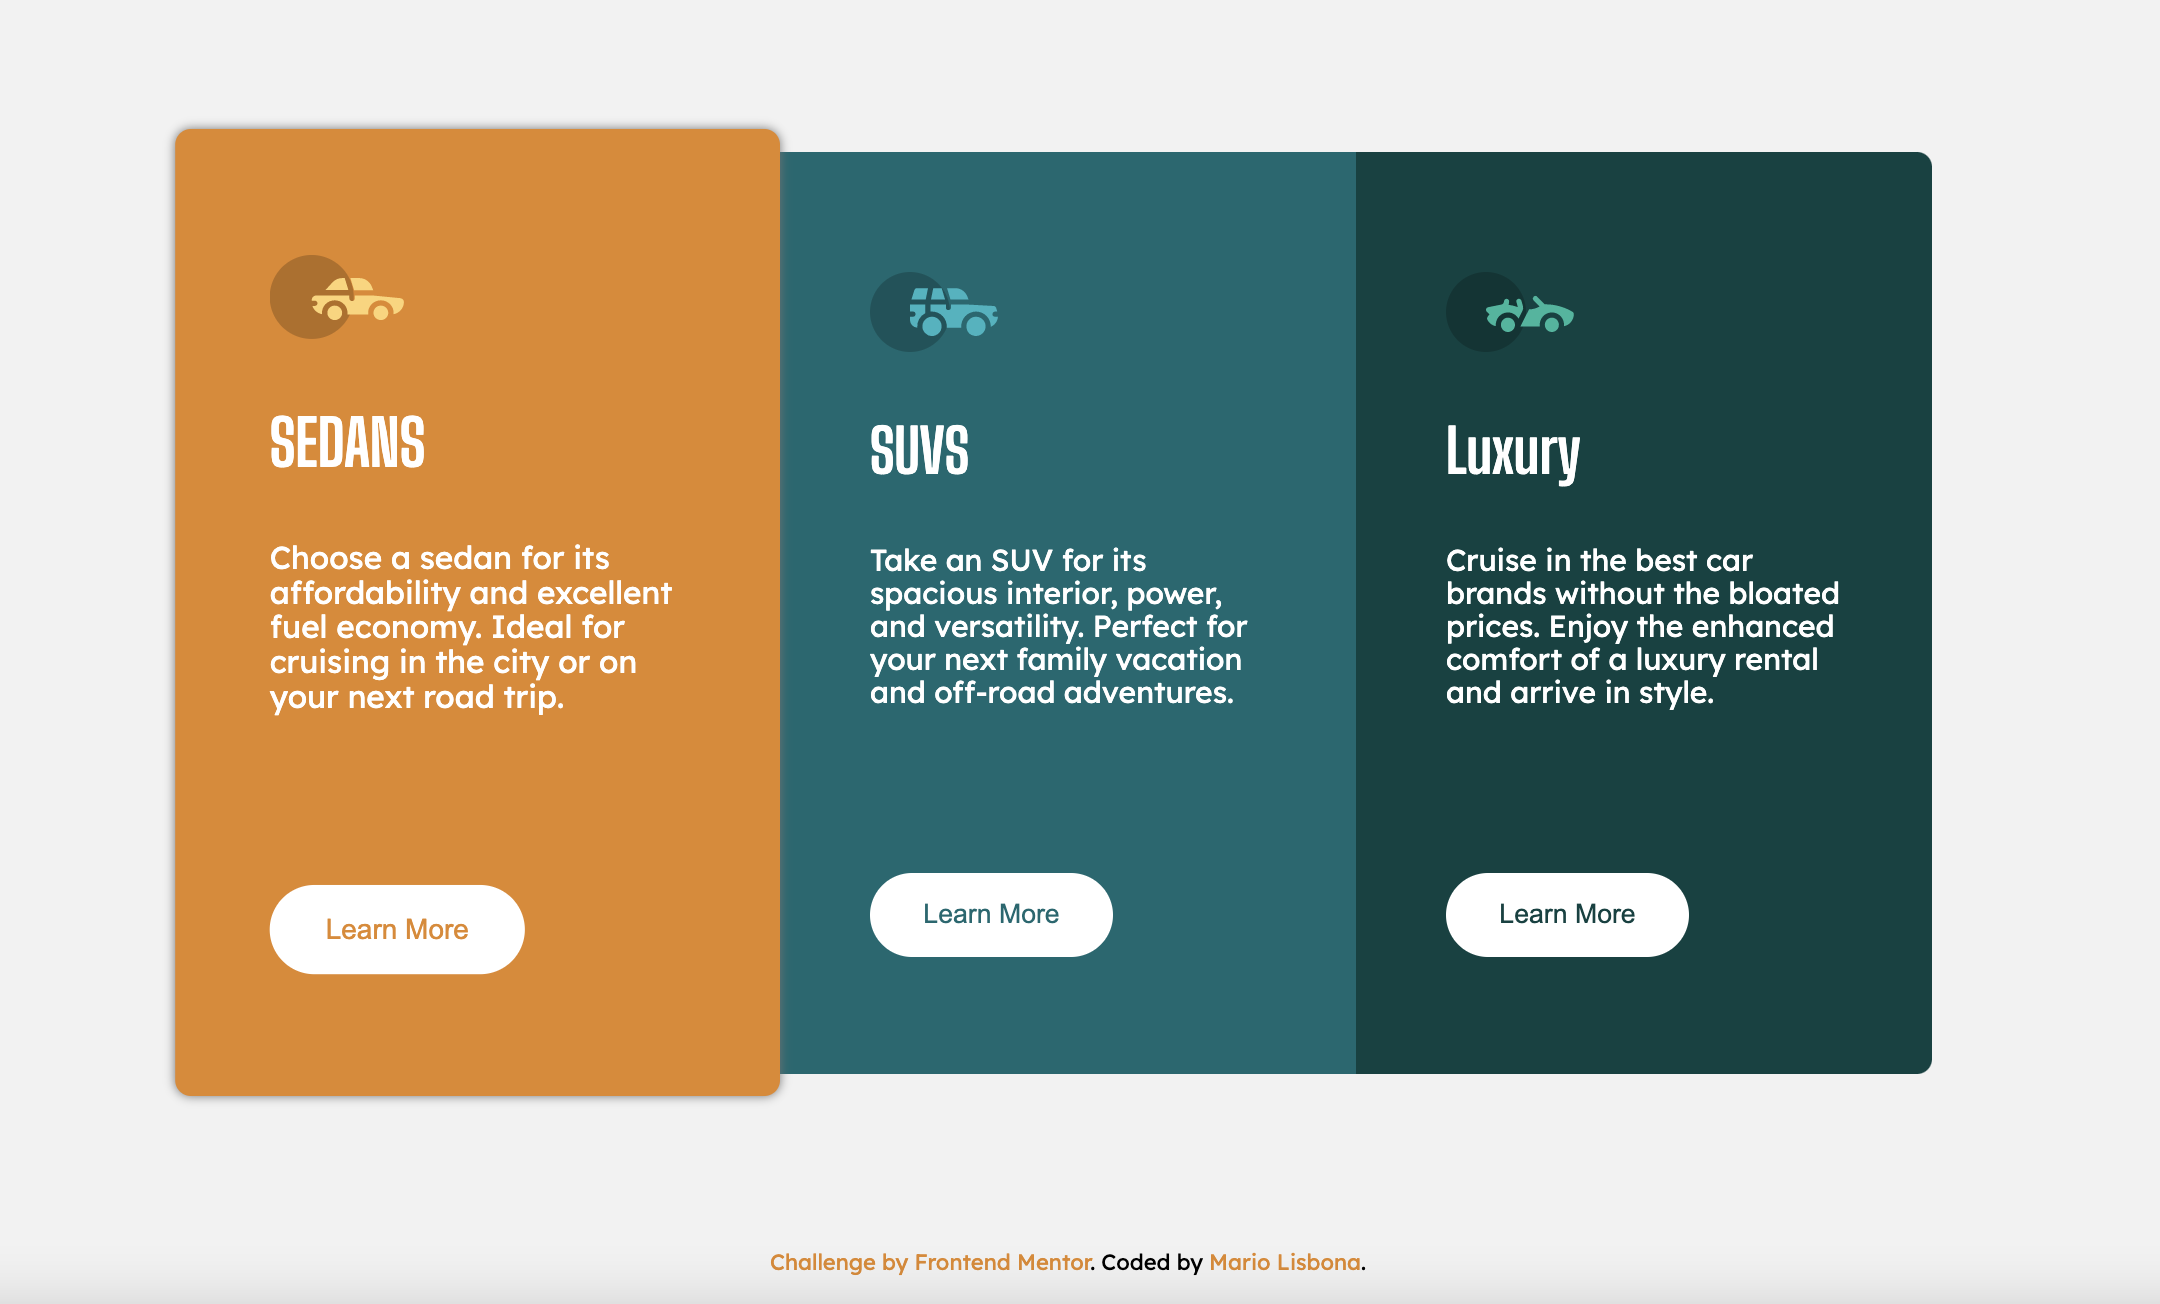 SEDANS
Choose a sedan for its
affordability and excellent
fuel economy. Ideal for
cruising in the city or on
your next road trip.
Learn More
SUVS
Take an SUV for its
spacious interior, power,
and versatility. Perfect for
your next family vacation
and off-road adventures.
Learn More
Luxury
Cruise in the best car
brands without the bloated
prices. Enjoy the enhanced
comfort of a luxury rental
and arrive in style.
Learn More
Challenge by Frontend Mentor. Coded by Mario Lisbona.